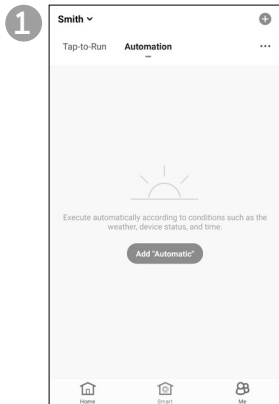 1
Smith
Tap-to-Run Automation ...
Execute automatically according to conditions such as the
weather, device status, and time.
Add "Automatic"
Home Smart Me